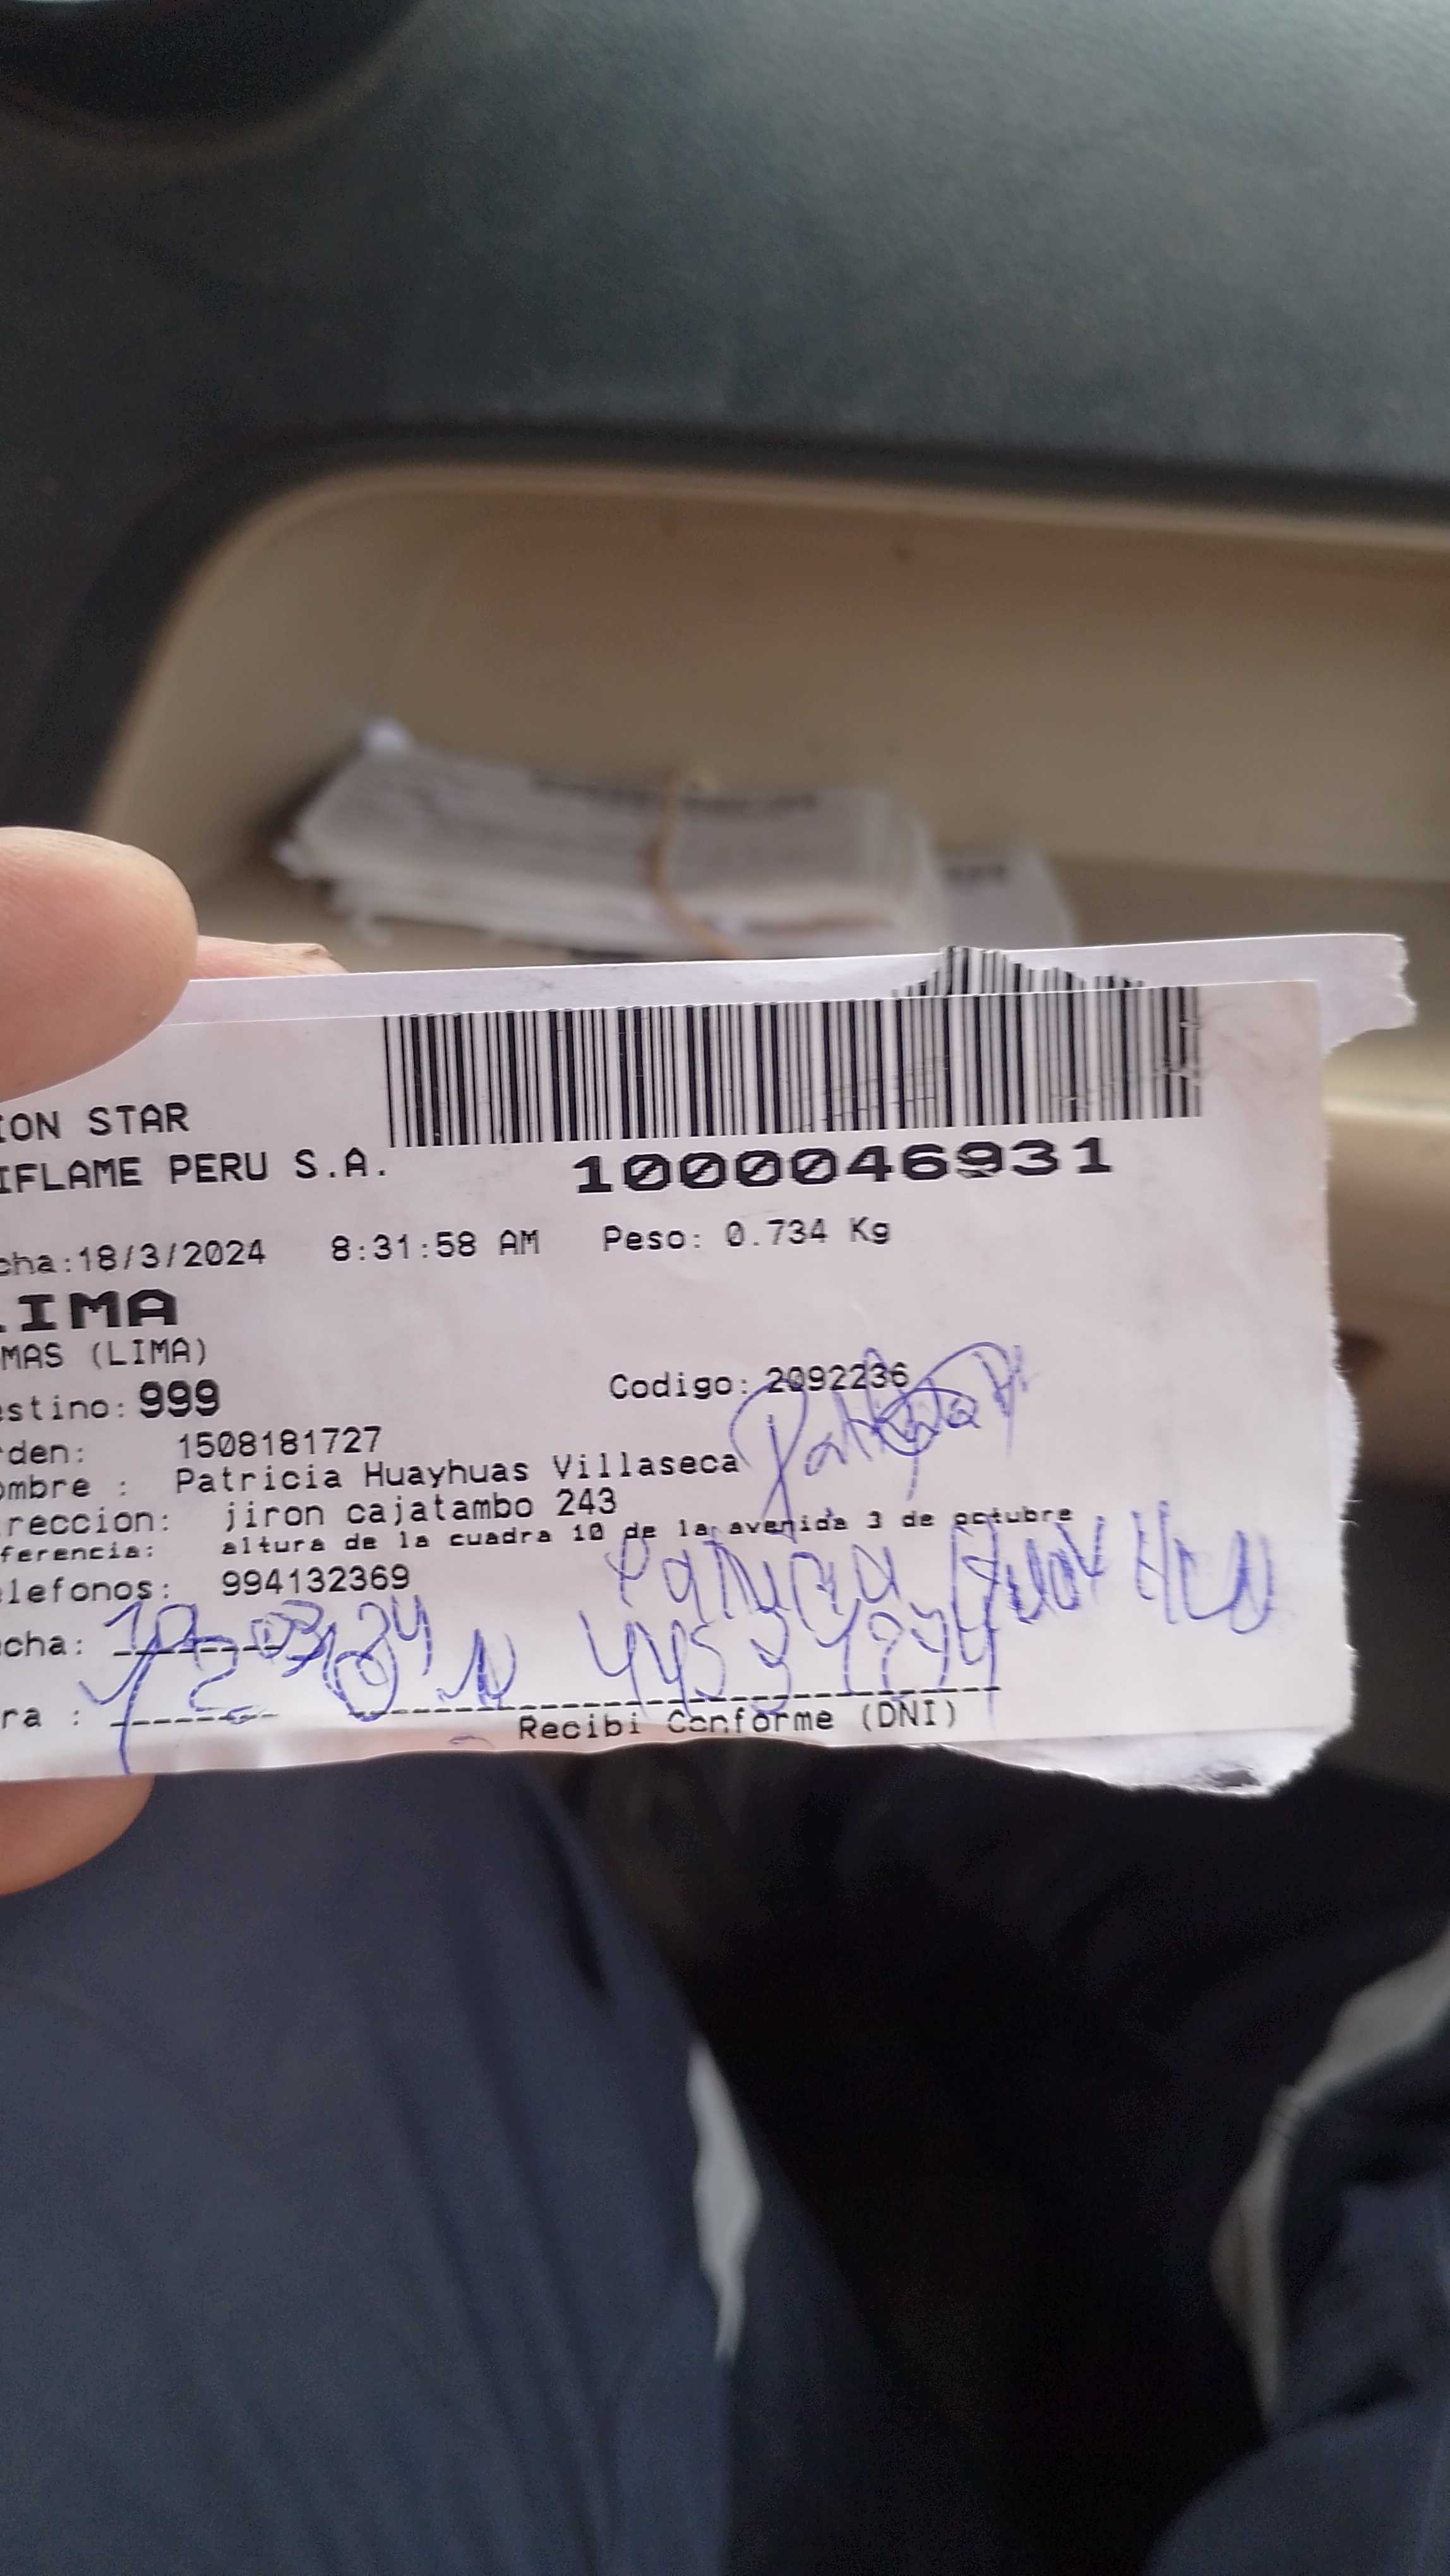 ION STAR
IFLAME PERU S.A.
1000046931
cha:18/3/2024 8:31:58 AM Peso: 0.734 Kg
IMA
MAS (LIMA)
estino: 999 Codigo: 2092236
rden: 1508181727
ombre : Patricia Huayhuas Villaseca
reccion: jiron cajatambo 243
ferencia: altura de la cuadra 10 de la avenida 3 de octubre
lefonos: 994132369
Patricia
cha:
ra :
Recibi Conforme (DNI)